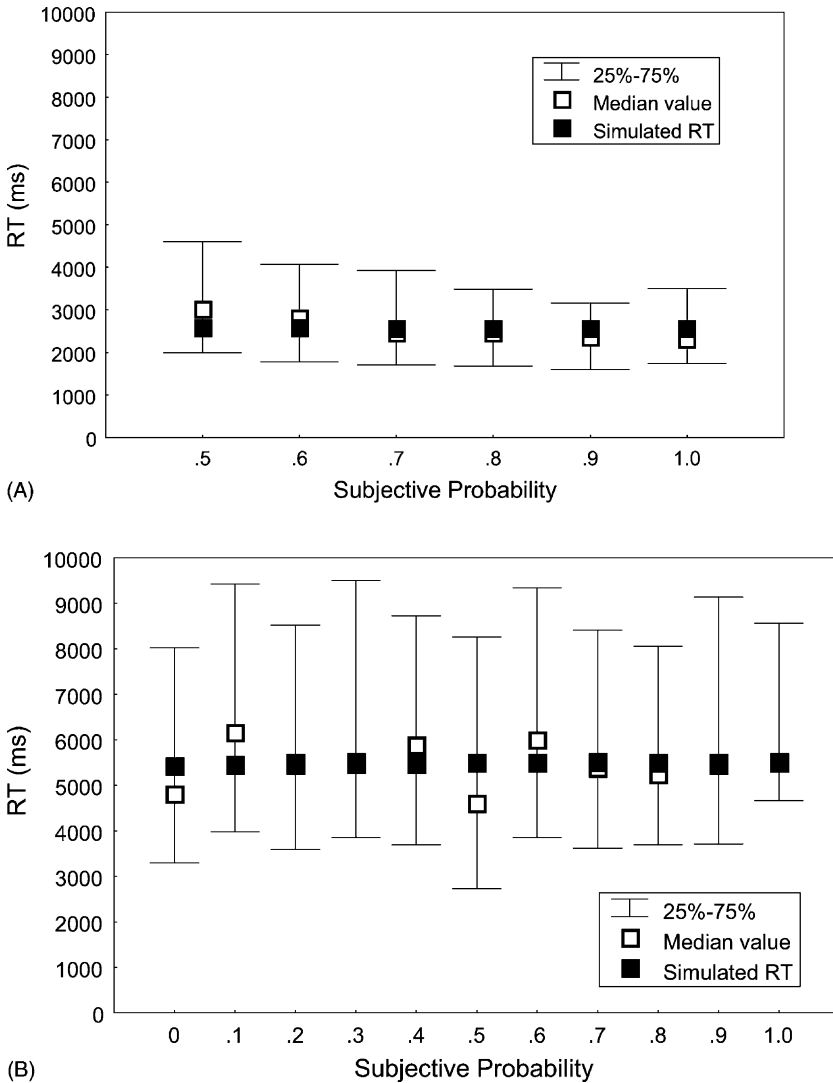 10000
9000
8000
7000
6000
5000
4000
3000
2000
1000
0
RT (ms)
25%-75%
Median value
Simulated RT
.5 .6 .7 .8 .9 1.0
Subjective Probability
(A)
10000
9000
8000
7000
6000
5000
4000
3000
2000
1000
0
RT (ms)
25%-75%
Median value
Simulated RT
0 .1 .2 .3 .4 .5 .6 .7 .8 .9 1.0
Subjective Probability
(B)